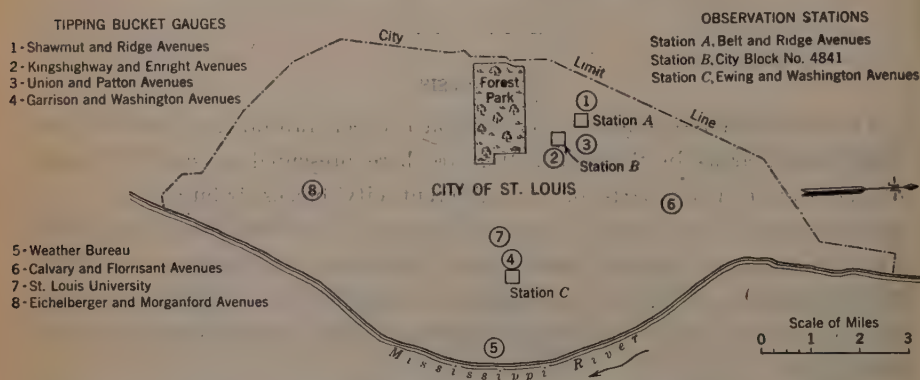 TIPPING BUCKET GAUGES
1-Shawmut and Ridge Avenues
2-Kingshighway and Enright Avenues
3-Union and Patton Avenues
4-Garrison and Washington Avenues
OBSERVATION STATIONS
Station A, Belt and Ridge Avenues
Station B, City Block No. 4841
Station C, Ewing and Washington Avenues
City
Limit
Line
Forest
Park
1
Station A
3
2
Station B
8
CITY OF ST. LOUIS
6
7
4
Station C
5-Weather Bureau
6-Calvary and Florrisant Avenues
7-St. Louis University
8-Eichelberger and Morganford Avenues
5
Mississippi River
Scale of Miles
0 1 2 3